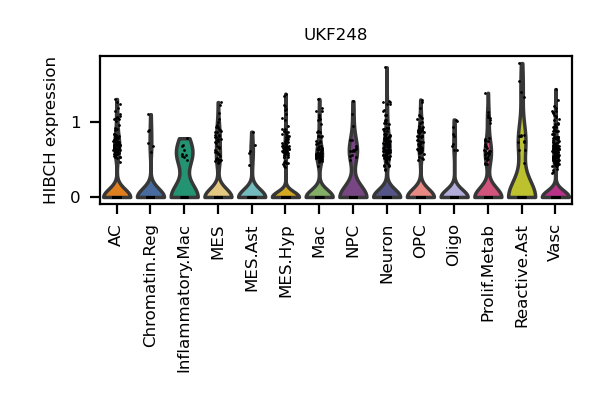 UKF248
HIBCH expression
1
0
AC
Chromatin.Reg
Inflammatory.Mac
MES
MES.Ast
MES.Hyp
Mac
NPC
Neuron
OPC
Oligo
Prolif.Metab
Reactive.Ast
Vasc